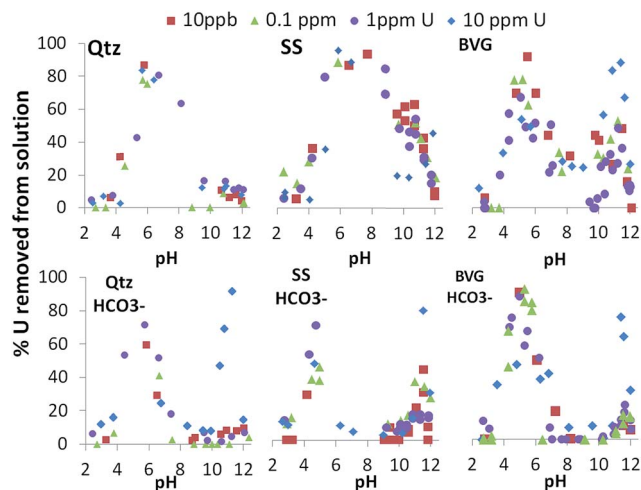 10ppb 0.1 ppm 1ppm U 10 ppm U
Qtz SS BVG
100
80
60
40
20
0
2 4 6 8 10 12 2 4 6 8 10 12 2 4 6 8 10 12
pH pH pH
% U removed from solution
Qtz HCO3-
SS HCO3-
BVG HCO3-
100
80
60
40
20
0
2 4 6 8 10 12 2 4 6 8 10 12 2 4 6 8 10 12
pH pH pH